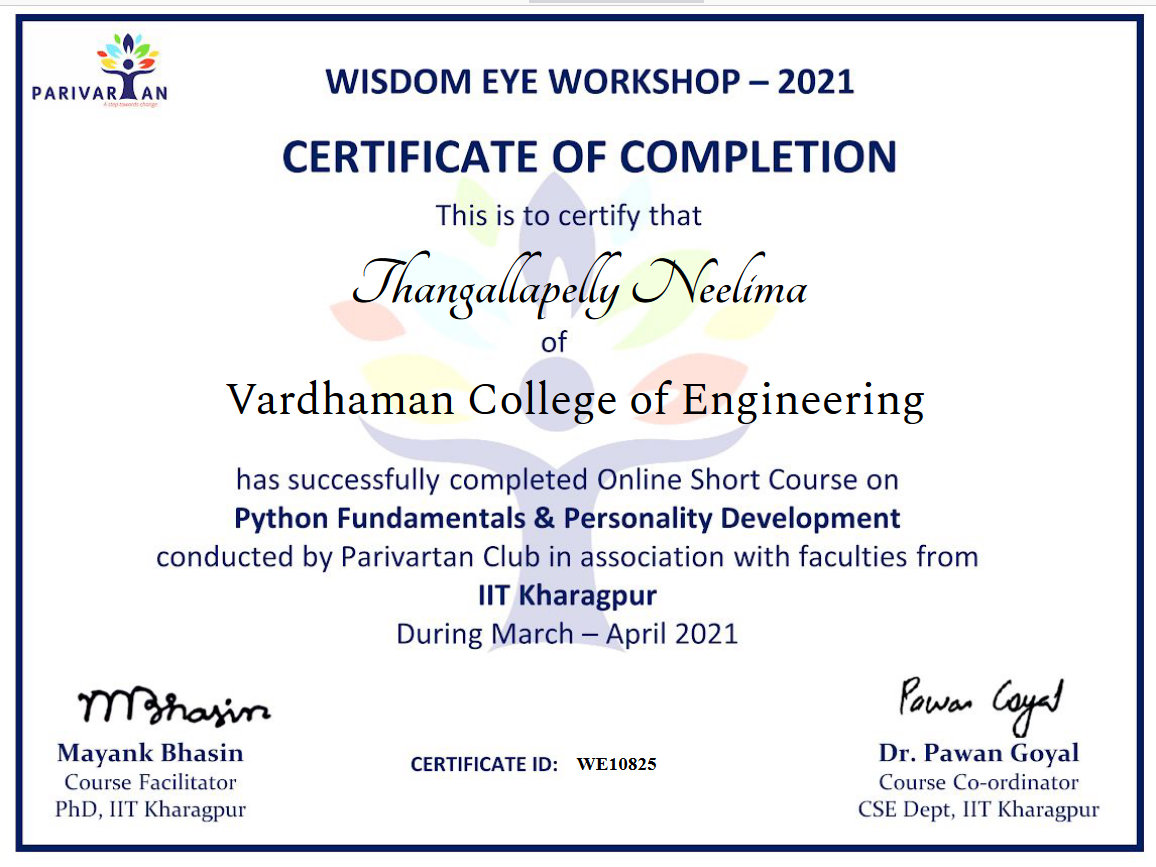 PARIVARTAN
A step towards change
WISDOM EYE WORKSHOP – 2021
CERTIFICATE OF COMPLETION
This is to certify that
Thangallapelly Neelima
of
Vardhaman College of Engineering
has successfully completed Online Short Course on
Python Fundamentals & Personality Development
conducted by Parivartan Club in association with faculties from
IIT Kharagpur
During March – April 2021
MBhasin
Mayank Bhasin
Course Facilitator
PhD, IIT Kharagpur
CERTIFICATE ID: WE10825
Pawan Goyal
Dr. Pawan Goyal
Course Co-ordinator
CSE Dept, IIT Kharagpur